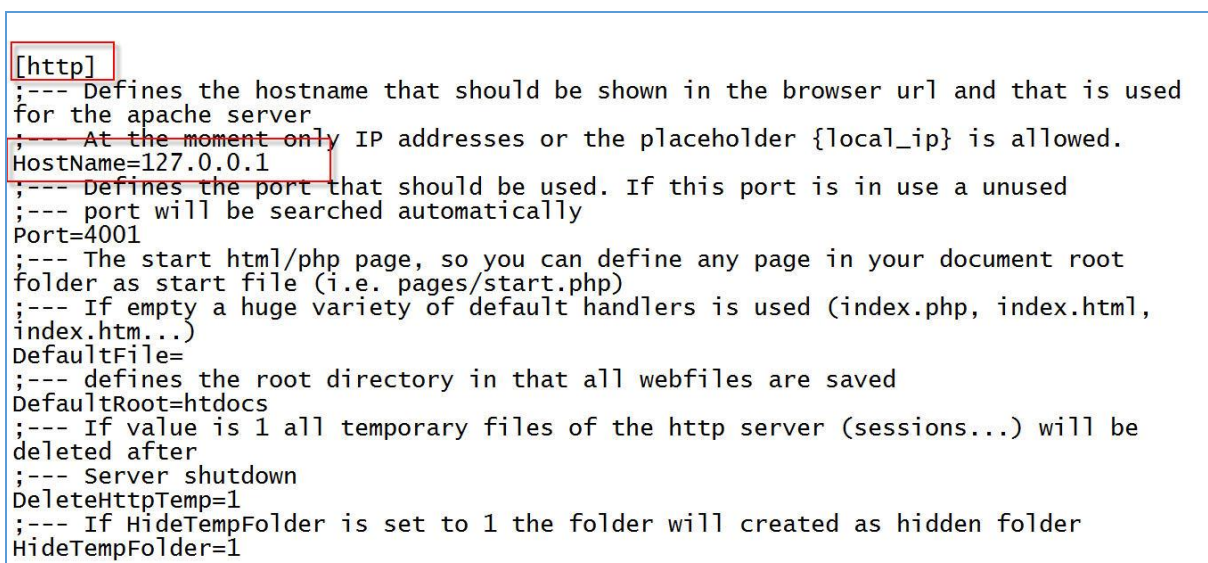 [http]
;--- Defines the hostname that should be shown in the browser url and that is used
for the apache server
;--- At the moment only IP addresses or the placeholder {local_ip} is allowed.
HostName=127.0.0.1
;--- Defines the port that should be used. If this port is in use a unused
;--- port will be searched automatically
Port=4001
;--- The start html/php page, so you can define any page in your document root
folder as start file (i.e. pages/start.php)
;--- If empty a huge variety of default handlers is used (index.php, index.html,
index.htm...)
DefaultFile=
;--- defines the root directory in that all webfiles are saved
DefaultRoot=htdocs
;--- If value is 1 all temporary files of the http server (sessions...) will be
deleted after
;--- Server shutdown
DeleteHttpTemp=1
;--- If HideTempFolder is set to 1 the folder will created as hidden folder
HideTempFolder=1